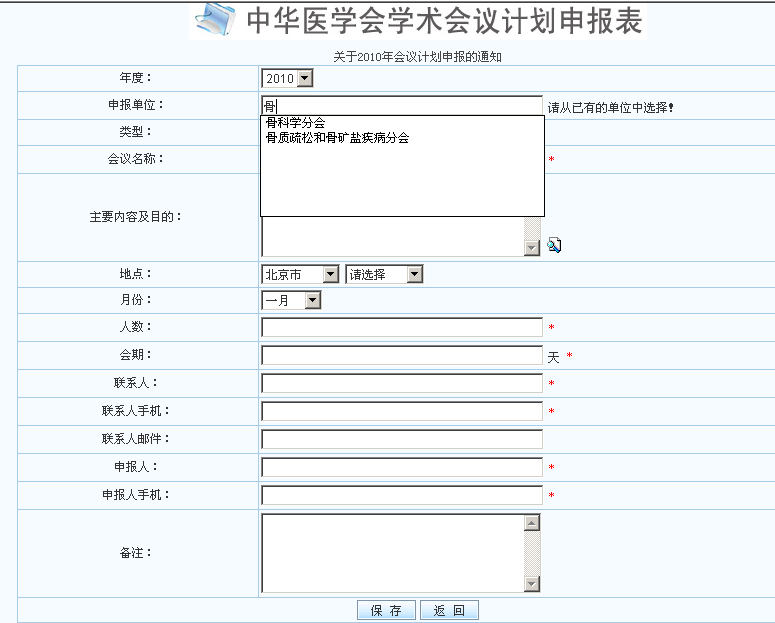 中华医学会学术会议计划申报表
关于2010年会议计划申报的通知
年度： 2010
申报单位： 骨 请从已有的单位中选择!
骨科学分会
类型：
骨质疏松和骨矿盐疾病分会
会议名称： *
主要内容及目的：
地点： 北京市 请选择
月份： 一月
人数： *
会期： 天 *
联系人： *
联系人手机： *
联系人邮件：
申报人： *
申报人手机： *
备注：
保 存 返 回